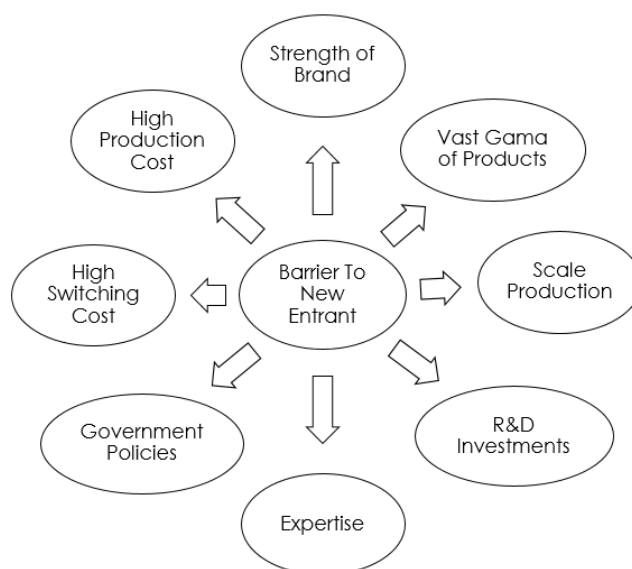 Strength of
Brand
High
Production
Cost
Vast Gama
of Products
High
Switching
Cost
Barrier To
New
Entrant
Scale
Production
Government
Policies
R&D
Investments
Expertise